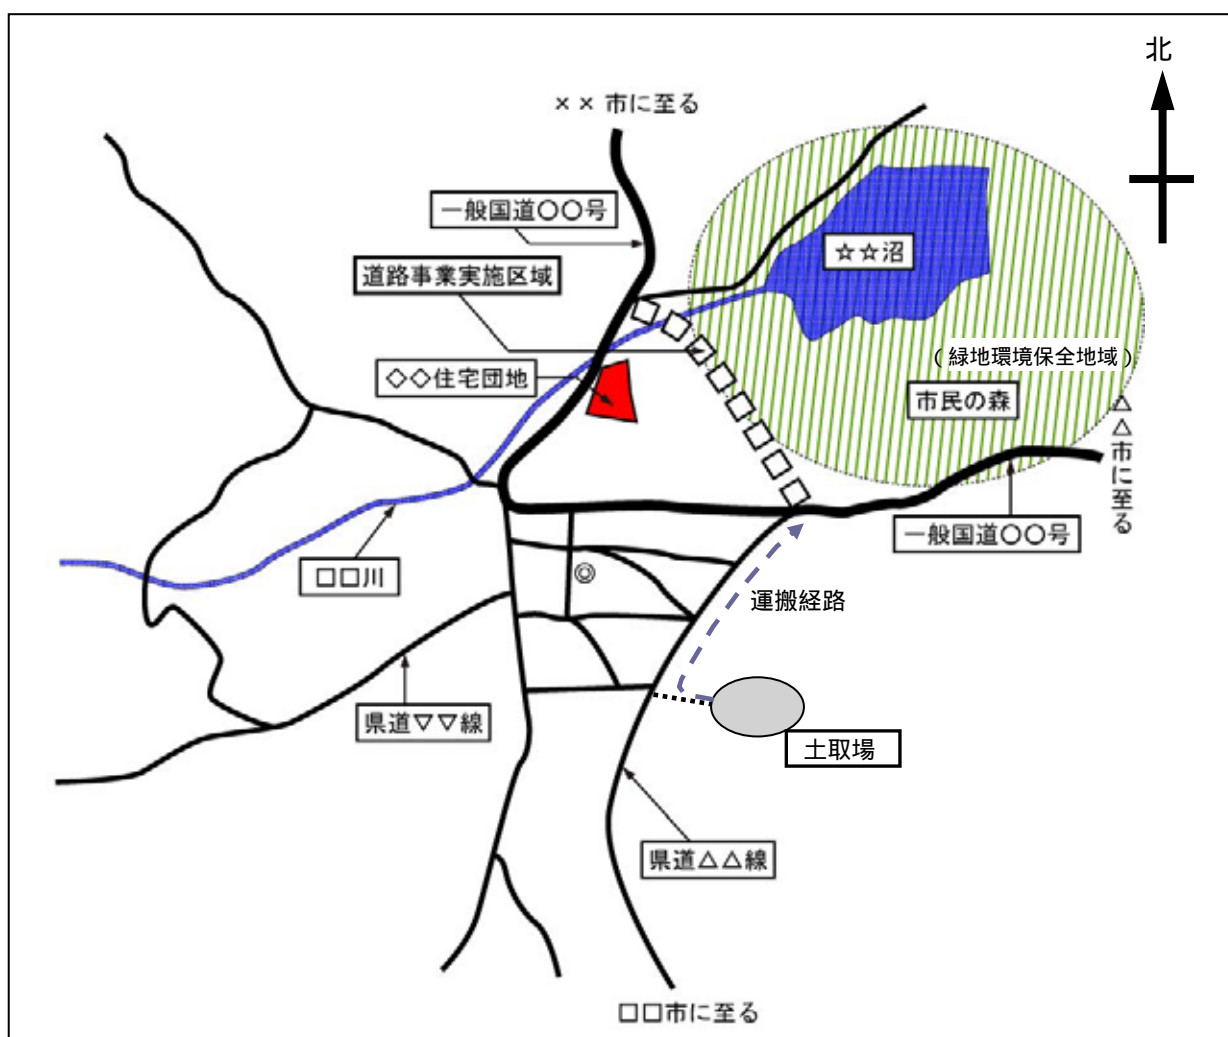 北
××市に至る
一般国道○○号
☆☆沼
道路事業実施区域
(緑地環境保全地域)
◇◇住宅団地
市民の森
△△市に至る
一般国道○○号
□□川
◎
運搬経路
県道▽▽線
土取場
県道△△線
□□市に至る